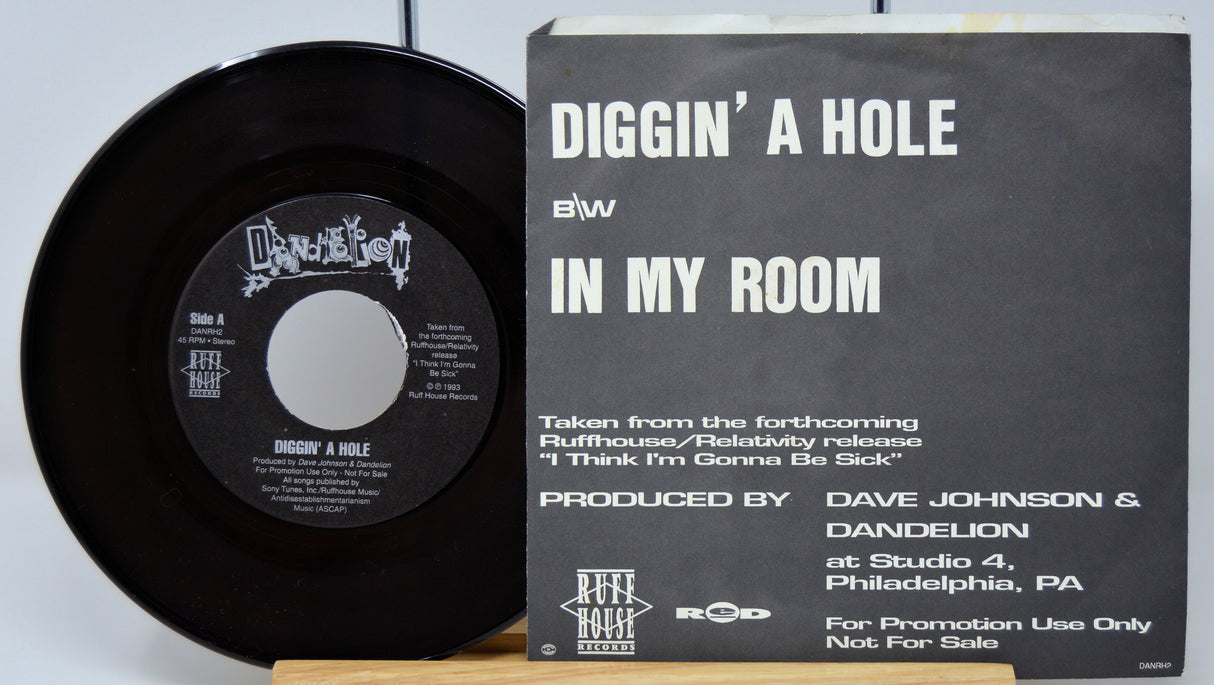 DANDELION
Side A
DANRH2
45 RPM • Stereo
RUFF
HOUSE
RECORDS
Taken from
the forthcoming
Ruffhouse/Relativity
release
"I Think I'm Gonna
Be Sick"
© ℗ 1993
Ruff House Records
DIGGIN' A HOLE
Produced by Dave Johnson & Dandelion
For Promotion Use Only - Not For Sale
All songs published by
Sony Tunes, Inc./Ruffhouse Music/
Antidisestablishmentarianism
Music (ASCAP)
DIGGIN' A HOLE
B\W
IN MY ROOM
Taken from the forthcoming
Ruffhouse/Relativity release
"I Think I'm Gonna Be Sick"
PRODUCED BY DAVE JOHNSON &
DANDELION
at Studio 4,
Philadelphia, PA
RUFF
HOUSE
RECORDS
RED
For Promotion Use Only
Not For Sale
DANRH2